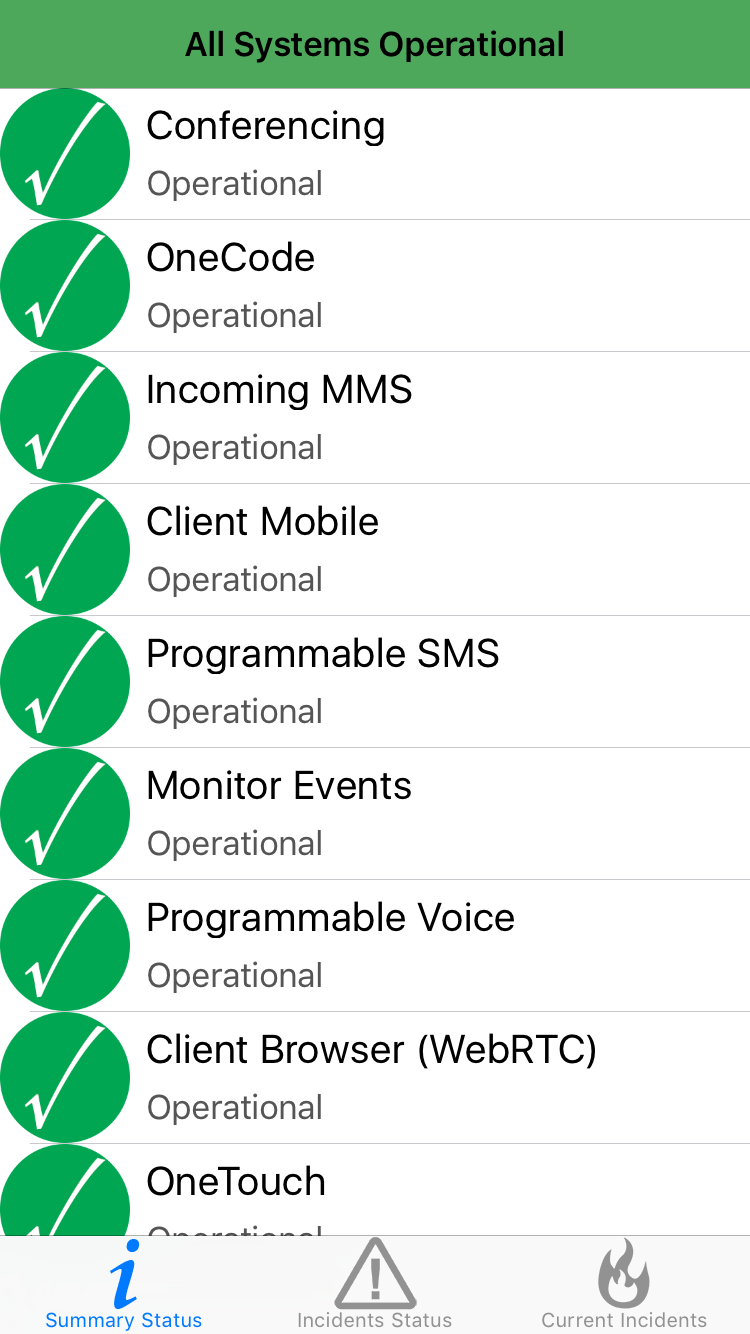 All Systems Operational
Conferencing
Operational
OneCode
Operational
Incoming MMS
Operational
Client Mobile
Operational
Programmable SMS
Operational
Monitor Events
Operational
Programmable Voice
Operational
Client Browser (WebRTC)
Operational
OneTouch
Operational
Summary Status
Incidents Status
Current Incidents